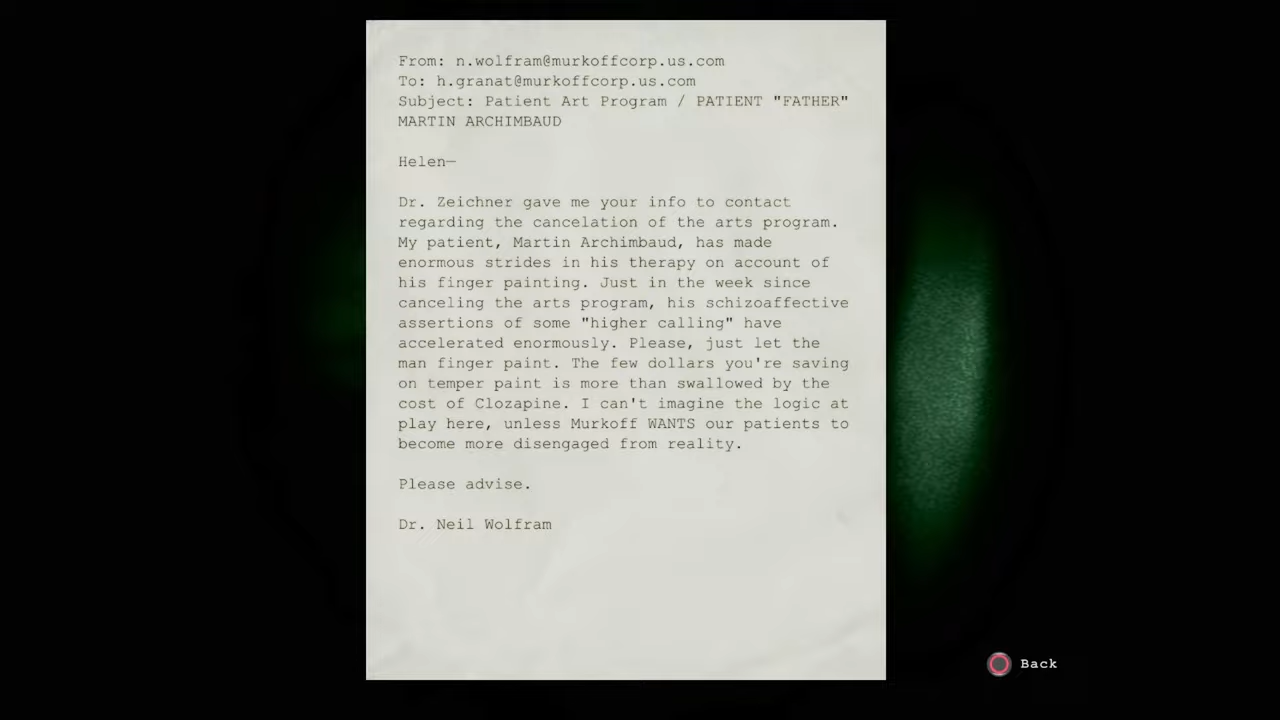 From: n.wolfram@murkoffcorp.us.com
To: h.granat@murkoffcorp.us.com
Subject: Patient Art Program / PATIENT "FATHER"
MARTIN ARCHIMBAUD
Helen—
Dr. Zeichner gave me your info to contact
regarding the cancelation of the arts program.
My patient, Martin Archimbaud, has made
enormous strides in his therapy on account of
his finger painting. Just in the week since
canceling the arts program, his schizoaffective
assertions of some "higher calling" have
accelerated enormously. Please, just let the
man finger paint. The few dollars you're saving
on temper paint is more than swallowed by the
cost of Clozapine. I can't imagine the logic at
play here, unless Murkoff WANTS our patients to
become more disengaged from reality.
Please advise.
Dr. Neil Wolfram
Back